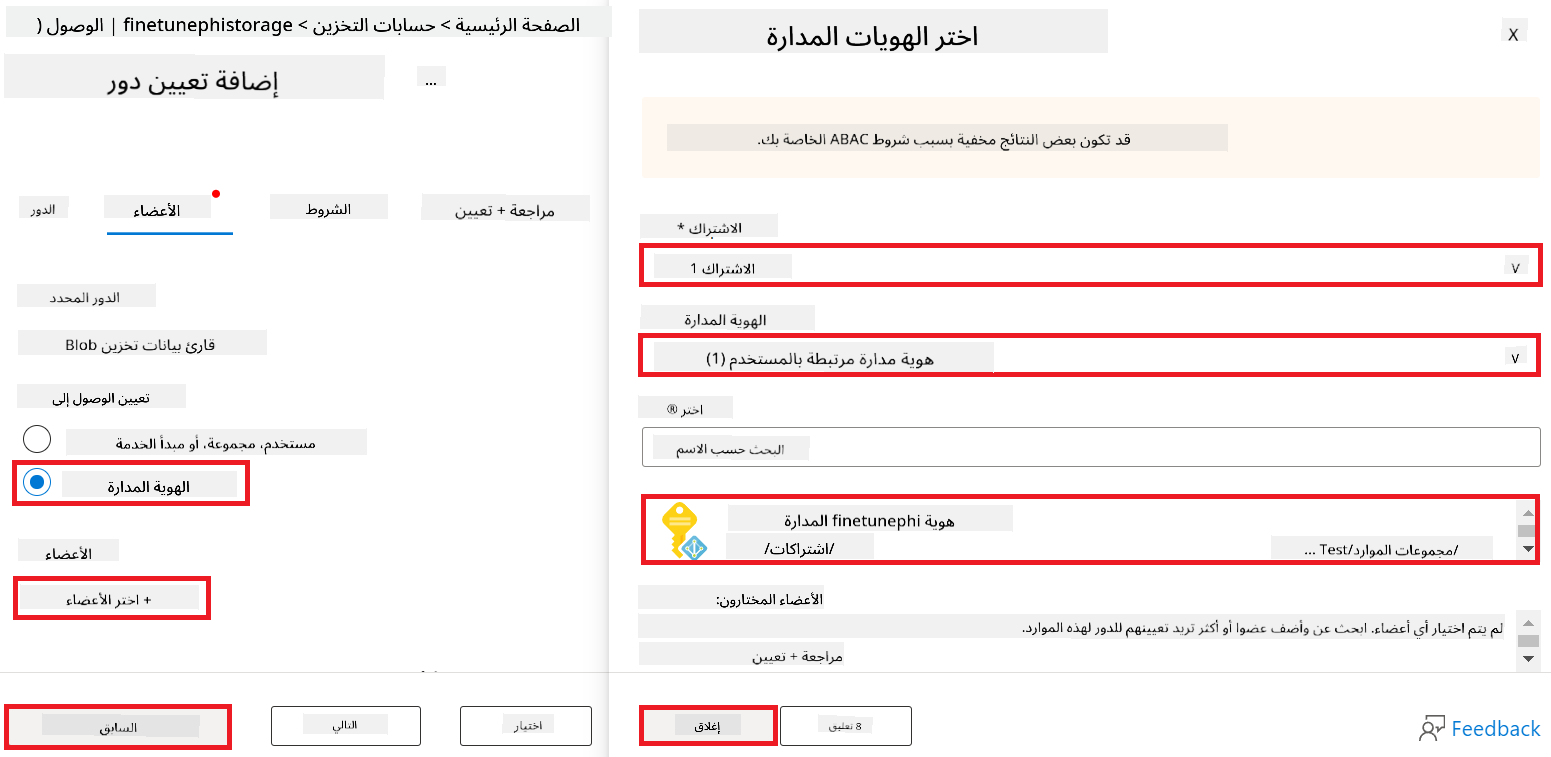 الصفحة الرئيسية > حسابات التخزين > finetunephistorage | الوصول (
إضافة تعيين دور
...
الدور
الأعضاء
الشروط
مراجعة + تعيين
الدور المحدد
قارئ بيانات تخزين Blob
تعيين الوصول إلى
مستخدم، مجموعة، أو مبدأ الخدمة
الهوية المدارة
الأعضاء
+ اختر الأعضاء
السابق
التالي
اختيار
اختر الهويات المدارة
X
قد تكون بعض النتائج مخفية بسبب شروط ABAC الخاصة بك.
الاشتراك *
الاشتراك 1
v
الهوية المدارة
هوية مدارة مرتبطة بالمستخدم (1)
v
اختر ®
البحث حسب الاسم
هوية finetunephi المدارة
/اشتراكات/
/مجموعات الموارد/Test ...
الأعضاء المختارون:
لم يتم اختيار أي أعضاء. ابحث عن وأضف عضوا أو أكثر تريد تعيينهم للدور لهذه الموارد.
مراجعة + تعيين
إغلاق
8 تعليق
Feedback